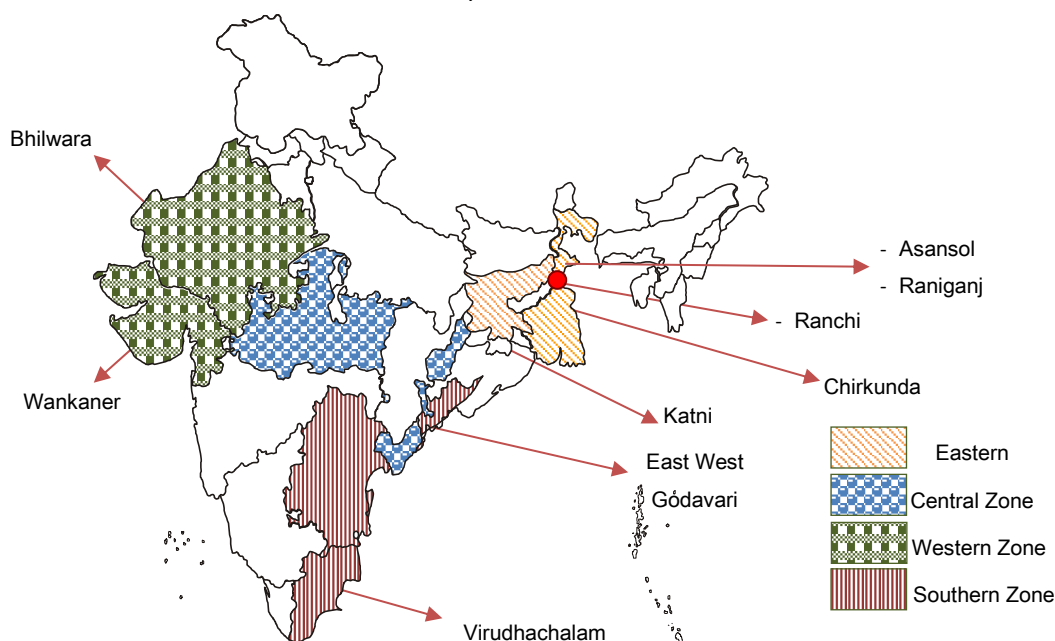 Bhilwara
- Asansol
- Raniganj
- Ranchi
Wankaner
Chirkunda
Katni
East West
Godavari
Eastern
Central Zone
Western Zone
Southern Zone
Virudhachalam